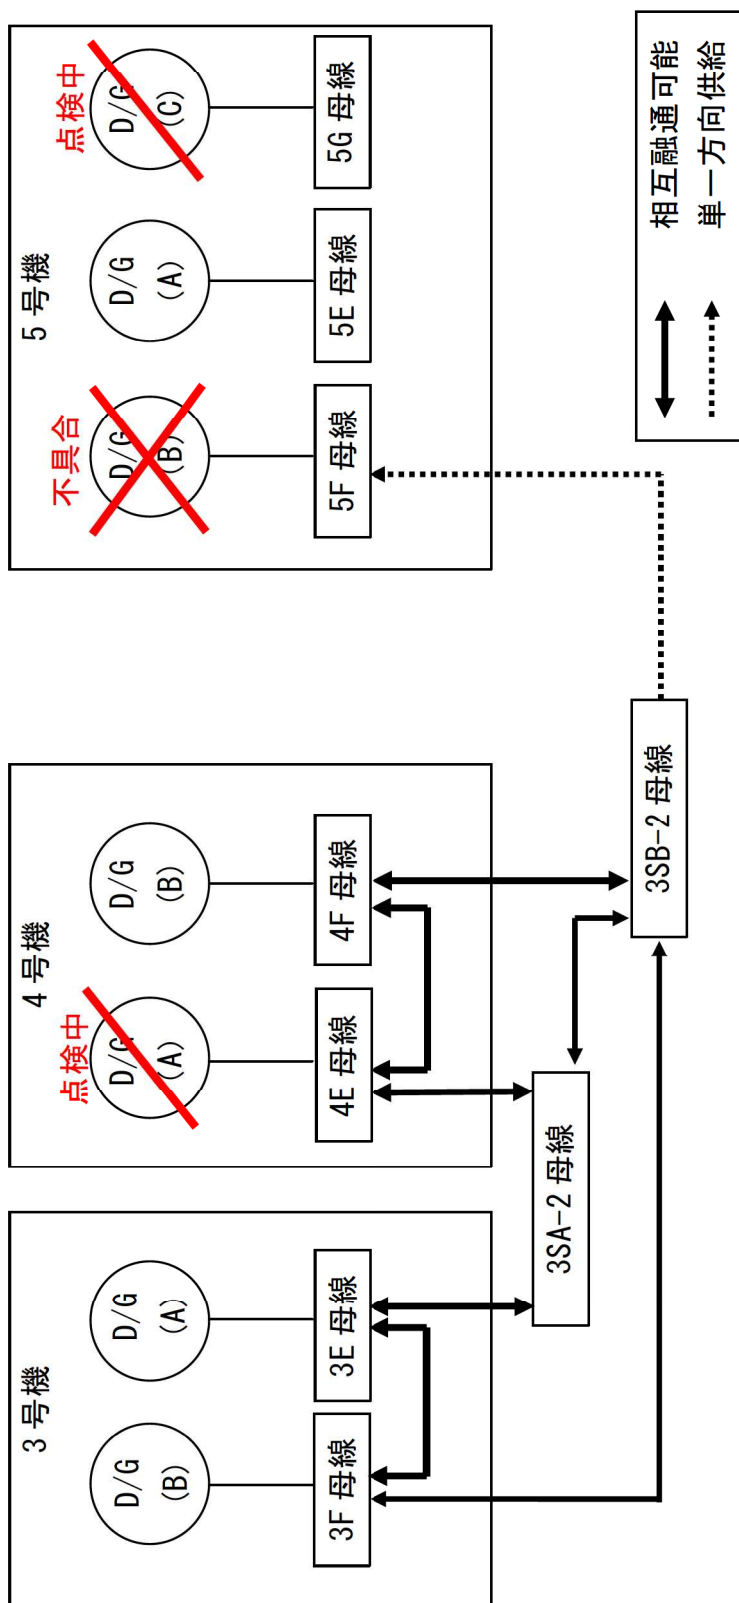 3号機
D/G
(B)
D/G
(A)
3F 母線
3E 母線
4号機
点検中
D/G
(A)
D/G
(B)
4E 母線
4F 母線
5号機
不具合
D/G
(B)
D/G
(A)
点検中
D/G
(C)
5F 母線
5E 母線
5G 母線
3SA-2 母線
3SB-2 母線
相互融通可能
単一方向供給